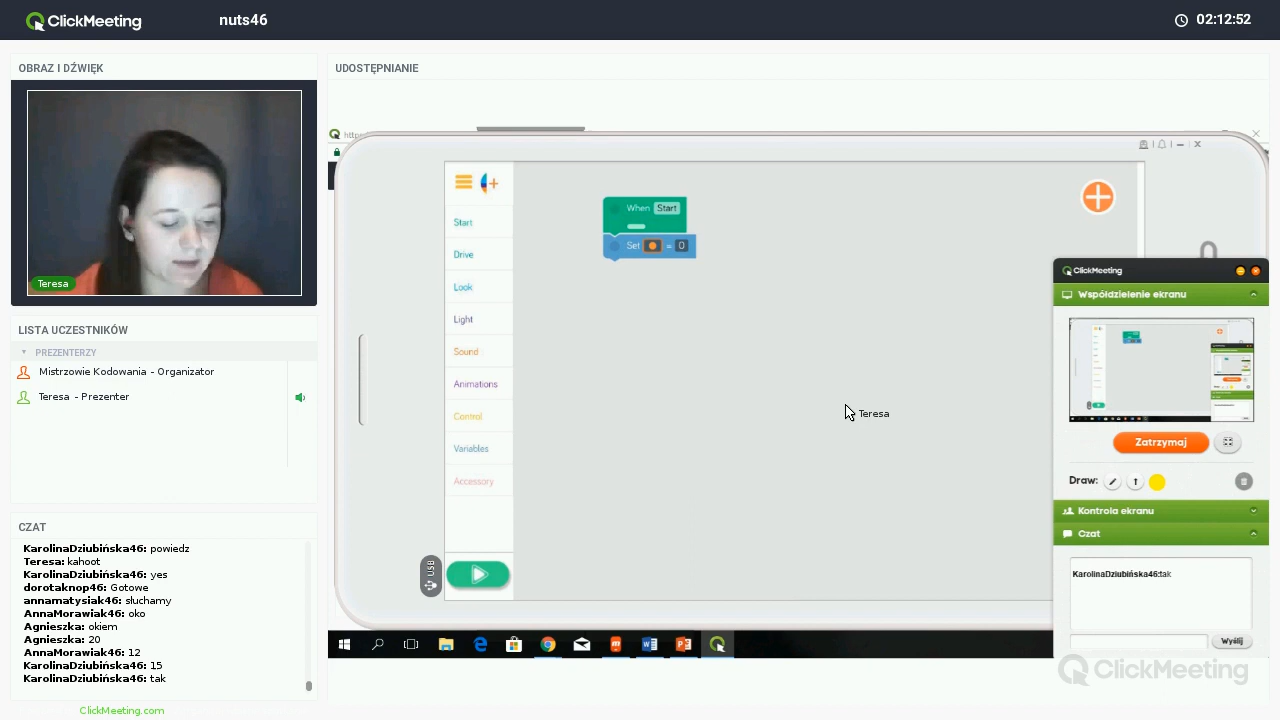 ClickMeeting
nuts46
02:12:52
OBRAZ I DŹWIĘK
Teresa
LISTA UCZESTNIKÓW
PREZENTERZY
Mistrzowie Kodowania - Organizator
Teresa - Prezenter
CZAT
KarolinaDziubińska46: powiedz
Teresa: kahoot
KarolinaDziubińska46: yes
dorotaknop46: Gotowe
annamatysiak46: słuchamy
AnnaMorawiak46: oko
Agnieszka: okiem
Agnieszka: 20
AnnaMorawiak46: 12
KarolinaDziubińska46: 15
KarolinaDziubińska46: tak
ClickMeeting.com
UDOSTĘPNIANIE
Start
Drive
Look
Light
Sound
Animations
Control
Variables
Accessory
USB
When Start
Set = 0
Teresa
ClickMeeting
Współdzielenie ekranu
Zatrzymaj
Draw:
Kontrola ekranu
Czat
KarolinaDziubińska46:tak
Wyślij
ClickMeeting